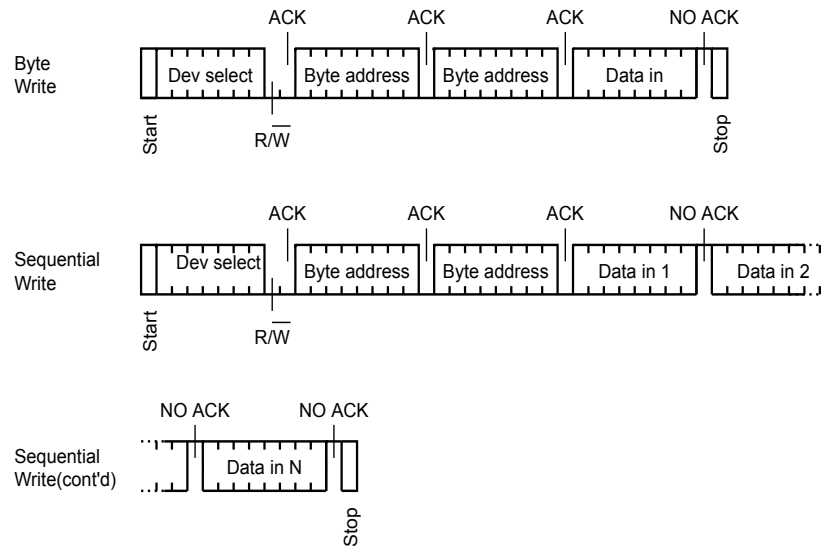 ACK ACK ACK NO ACK
Byte
Write
Dev select Byte address Byte address Data in
Start
R/W̅
Stop
ACK ACK ACK NO ACK
Sequential
Write
Dev select Byte address Byte address Data in 1 Data in 2
Start
R/W̅
NO ACK NO ACK
Sequential
Write(cont'd)
Data in N
Stop